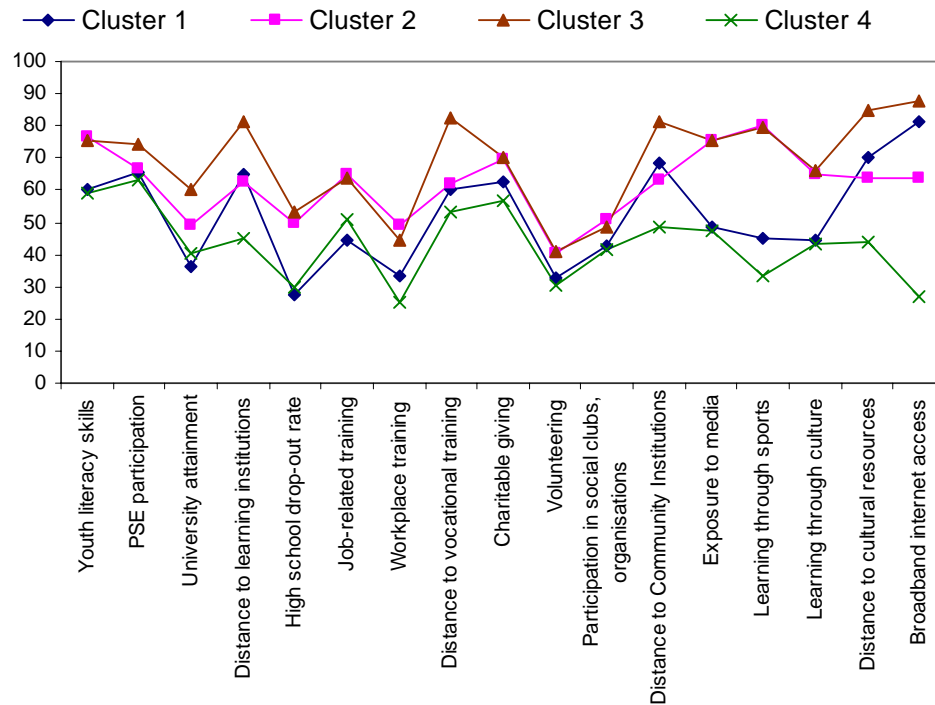 Cluster 1 Cluster 2 Cluster 3 Cluster 4
100
90
80
70
60
50
40
30
20
10
0
Youth literacy skills
PSE participation
University attainment
Distance to learning institutions
High school drop-out rate
Job-related training
Workplace training
Distance to vocational training
Charitable giving
Volunteering
Participation in social clubs,
organisations
Distance to Community Institutions
Exposure to media
Learning through sports
Learning through culture
Distance to cultural resources
Broadband internet access